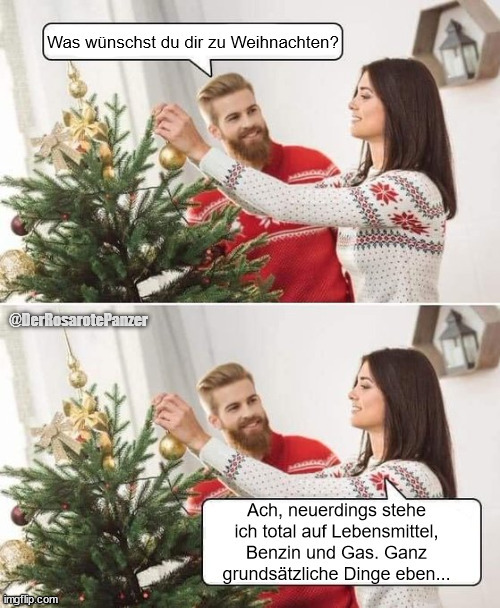 Was wünschst du dir zu Weihnachten?
@DerRosarotePanzer
Ach, neuerdings stehe
ich total auf Lebensmittel,
Benzin und Gas. Ganz
grundsätzliche Dinge eben...
imgflip.com